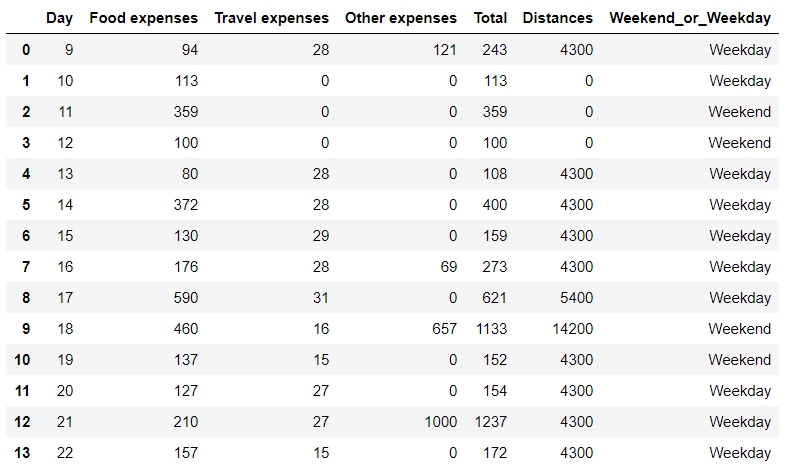 Day Food expenses Travel expenses Other expenses Total Distances Weekend_or_Weekday
0 9 94 28 121 243 4300 Weekday
1 10 113 0 0 113 0 Weekday
2 11 359 0 0 359 0 Weekend
3 12 100 0 0 100 0 Weekend
4 13 80 28 0 108 4300 Weekday
5 14 372 28 0 400 4300 Weekday
6 15 130 29 0 159 4300 Weekday
7 16 176 28 69 273 4300 Weekday
8 17 590 31 0 621 5400 Weekday
9 18 460 16 657 1133 14200 Weekend
10 19 137 15 0 152 4300 Weekend
11 20 127 27 0 154 4300 Weekday
12 21 210 27 1000 1237 4300 Weekday
13 22 157 15 0 172 4300 Weekday